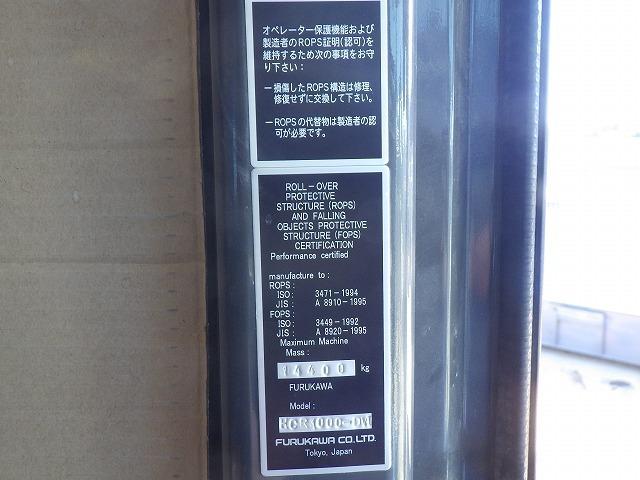 オペレーター保護機能および
製造者のROPS証明(認可)を
維持するため次の事項をお守
り下さい:
— 損傷したROPS構造は修理、
修復せずに交換して下さい。
— ROPSの代替物は製造者の認
可が必要です。
ROLL-OVER
PROTECTIVE
STRUCTURE (ROPS)
AND FALLING
OBJECTS PROTECTIVE
STRUCTURE (FOPS)
CERTIFICATION
Performance certified
manufacture to :
ROPS :
ISO : 3471-1994
JIS : A 8910-1995
FOPS :
ISO : 3449-1992
JIS : A 8920-1995
Maximum Machine
Mass :
14400 kg
FURUKAWA
Model :
HCR1000-DW
FURUKAWA CO.LTD.
Tokyo, Japan